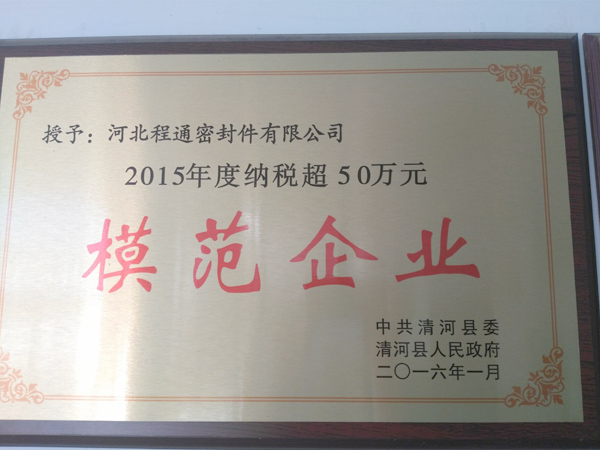 授予：河北程通密封件有限公司
2015年度纳税超50万元
模范企业
中共清河县委
清河县人民政府
二〇一六年一月